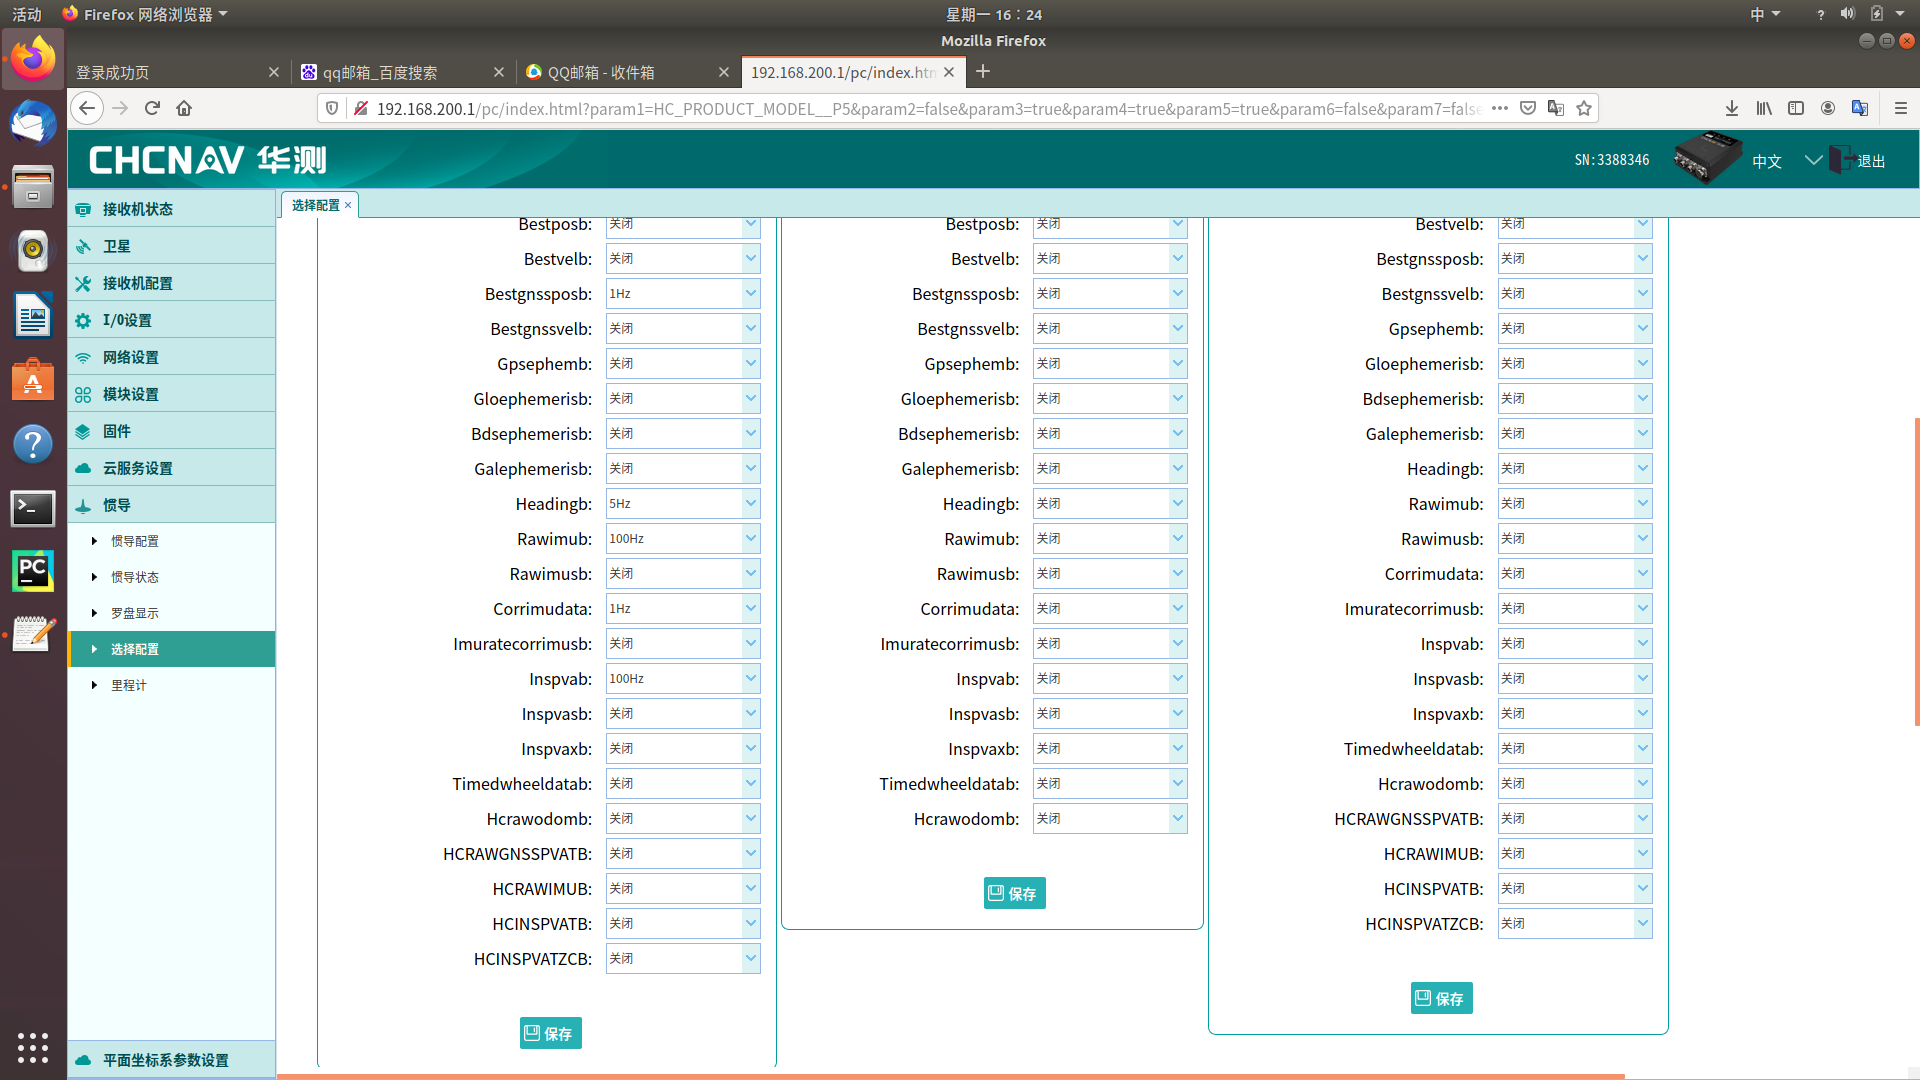 活动 Firefox 网络浏览器 星期一 16：24 中
Mozilla Firefox
登录成功页 qq邮箱_百度搜索 QQ邮箱 - 收件箱 192.168.200.1/pc/index.htm
192.168.200.1/pc/index.html?param1=HC_PRODUCT_MODEL__P5&param2=false&param3=true&param4=true&param5=true&param6=false&param7=false
CHCNAV 华测 SN:3388346 中文 退出
选择配置 ×
接收机状态
卫星
接收机配置
I/O设置
网络设置
模块设置
固件
云服务设置
惯导
惯导配置
惯导状态
罗盘显示
选择配置
里程计
平面坐标系参数设置
Bestposb: 关闭
Bestvelb: 关闭
Bestgnssposb: 1Hz
Bestgnssvelb: 关闭
Gpsephemb: 关闭
Gloephemerisb: 关闭
Bdsephemerisb: 关闭
Galephemerisb: 关闭
Headingb: 5Hz
Rawimub: 100Hz
Rawimusb: 关闭
Corrimudata: 1Hz
Imuratecorrimusb: 关闭
Inspvab: 100Hz
Inspvasb: 关闭
Inspvaxb: 关闭
Timedwheeldatab: 关闭
Hcrawodomb: 关闭
HCRAWGNSSPVATB: 关闭
HCRAWIMUB: 关闭
HCINSPVATB: 关闭
HCINSPVATZCB: 关闭
保存
Bestposb: 关闭
Bestvelb: 关闭
Bestgnssposb: 关闭
Bestgnssvelb: 关闭
Gpsephemb: 关闭
Gloephemerisb: 关闭
Bdsephemerisb: 关闭
Galephemerisb: 关闭
Headingb: 关闭
Rawimub: 关闭
Rawimusb: 关闭
Corrimudata: 关闭
Imuratecorrimusb: 关闭
Inspvab: 关闭
Inspvasb: 关闭
Inspvaxb: 关闭
Timedwheeldatab: 关闭
Hcrawodomb: 关闭
保存
Bestvelb: 关闭
Bestgnssposb: 关闭
Bestgnssvelb: 关闭
Gpsephemb: 关闭
Gloephemerisb: 关闭
Bdsephemerisb: 关闭
Galephemerisb: 关闭
Headingb: 关闭
Rawimub: 关闭
Rawimusb: 关闭
Corrimudata: 关闭
Imuratecorrimusb: 关闭
Inspvab: 关闭
Inspvasb: 关闭
Inspvaxb: 关闭
Timedwheeldatab: 关闭
Hcrawodomb: 关闭
HCRAWGNSSPVATB: 关闭
HCRAWIMUB: 关闭
HCINSPVATB: 关闭
HCINSPVATZCB: 关闭
保存